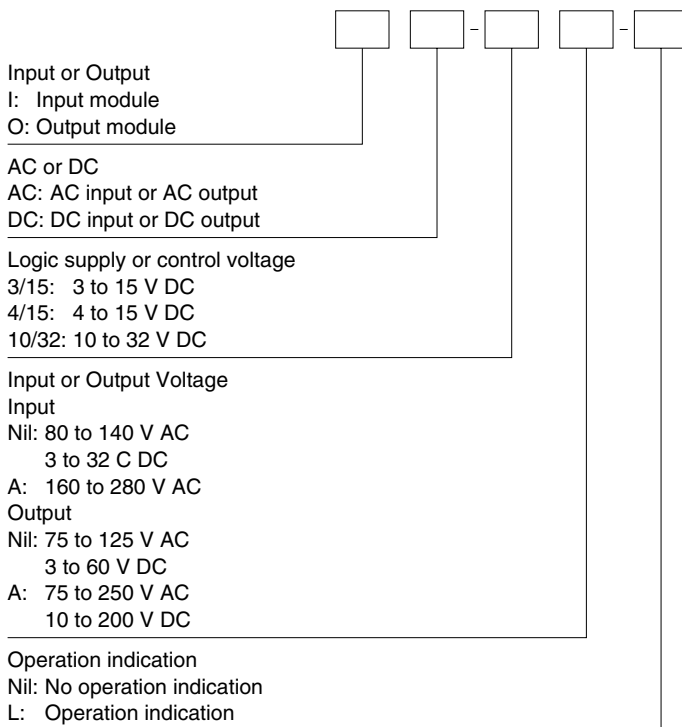 - -
Input or Output
I: Input module
O: Output module
AC or DC
AC: AC input or AC output
DC: DC input or DC output
Logic supply or control voltage
3/15: 3 to 15 V DC
4/15: 4 to 15 V DC
10/32: 10 to 32 V DC
Input or Output Voltage
Input
Nil: 80 to 140 V AC
3 to 32 C DC
A: 160 to 280 V AC
Output
Nil: 75 to 125 V AC
3 to 60 V DC
A: 75 to 250 V AC
10 to 200 V DC
Operation indication
Nil: No operation indication
L: Operation indication